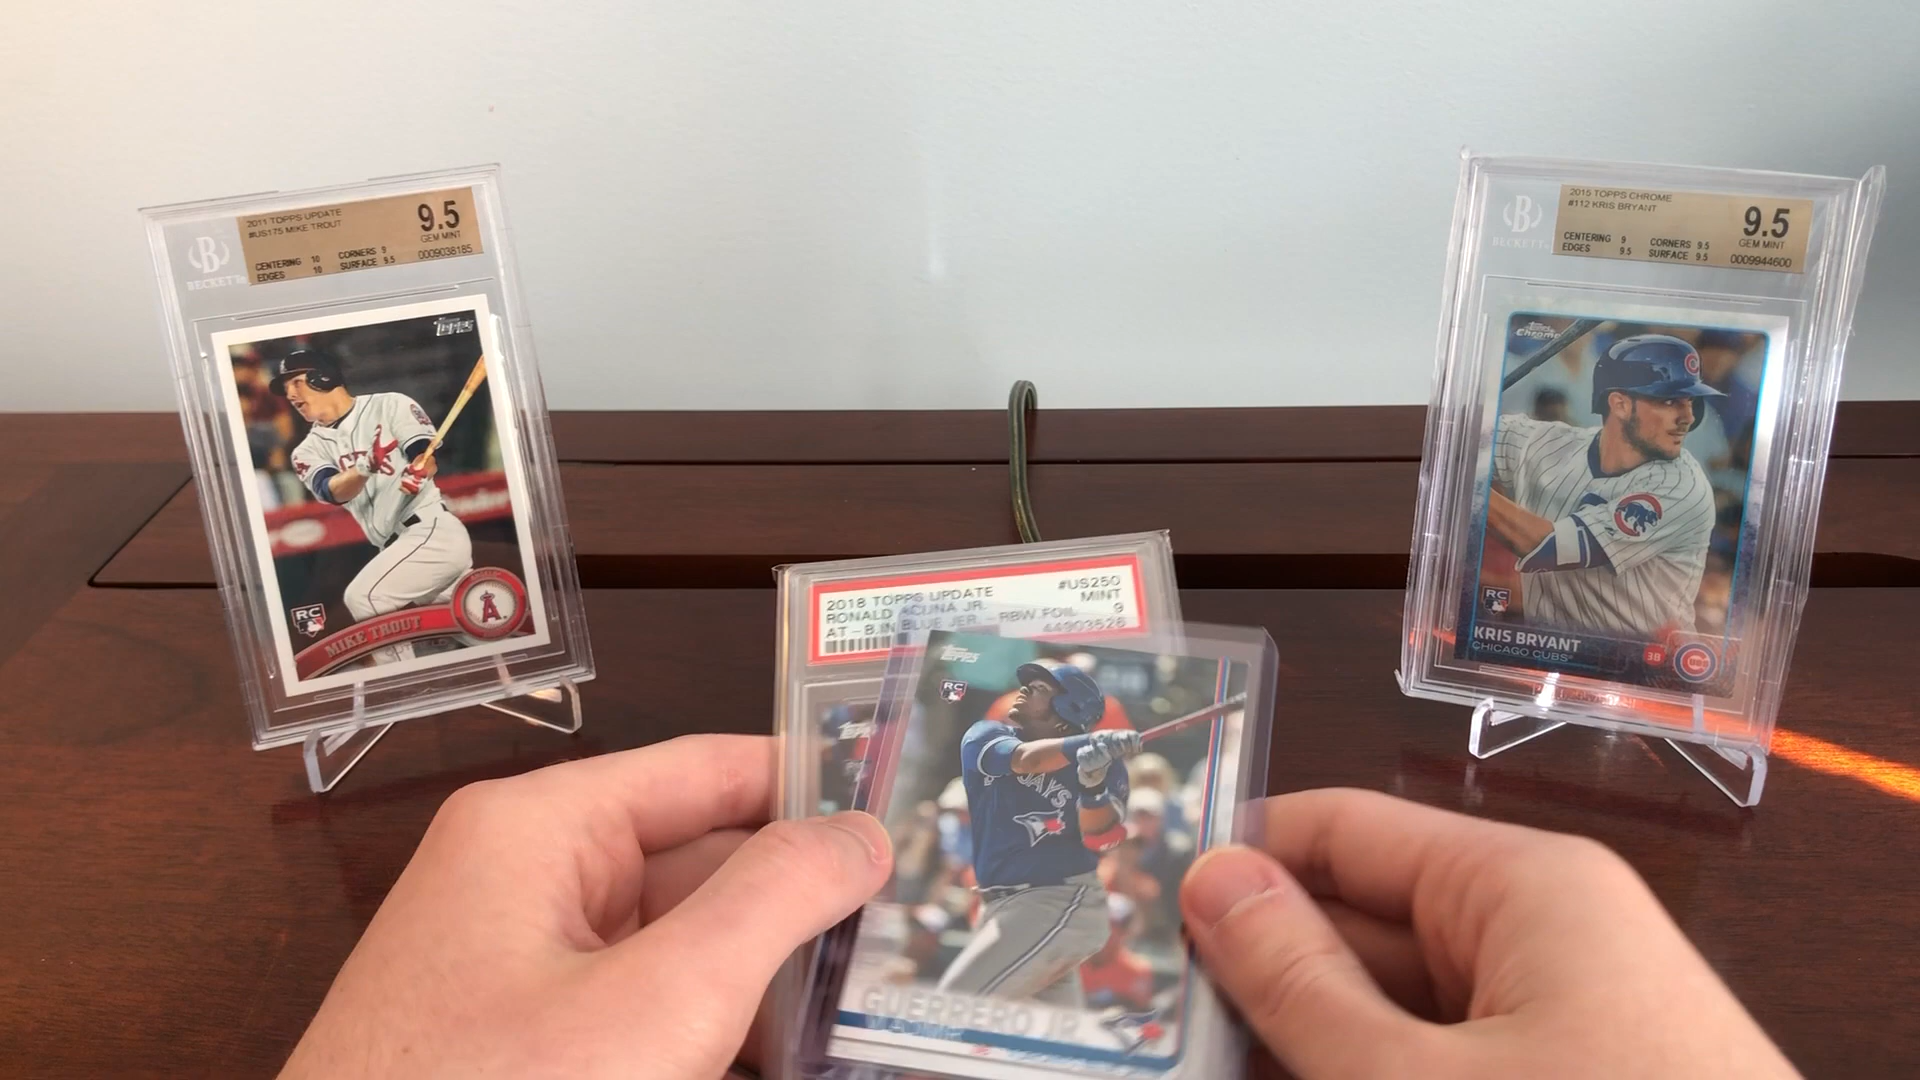 2011 TOPPS UPDATE
#US175 MIKE TROUT
9.5
GEM MINT
CENTERING 10 CORNERS 9
EDGES 10 SURFACE 9.5
0009038185
BECKETT
Topps
RC
MIKE TROUT
A
2015 TOPPS CHROME
#112 KRIS BRYANT
9.5
GEM MINT
CENTERING 9 CORNERS 9.5
EDGES 9.5 SURFACE 9.5
0009944600
BECKETT
Topps
Chrome
RC
KRIS BRYANT
CHICAGO CUBS
3B
2018 TOPPS UPDATE #US250
RONALD ACUNA JR. MINT
AT - B.IN BLUE JER. - RBW.FOIL 9
44903526
Topps
RC
JAYS
GUERRERO JR